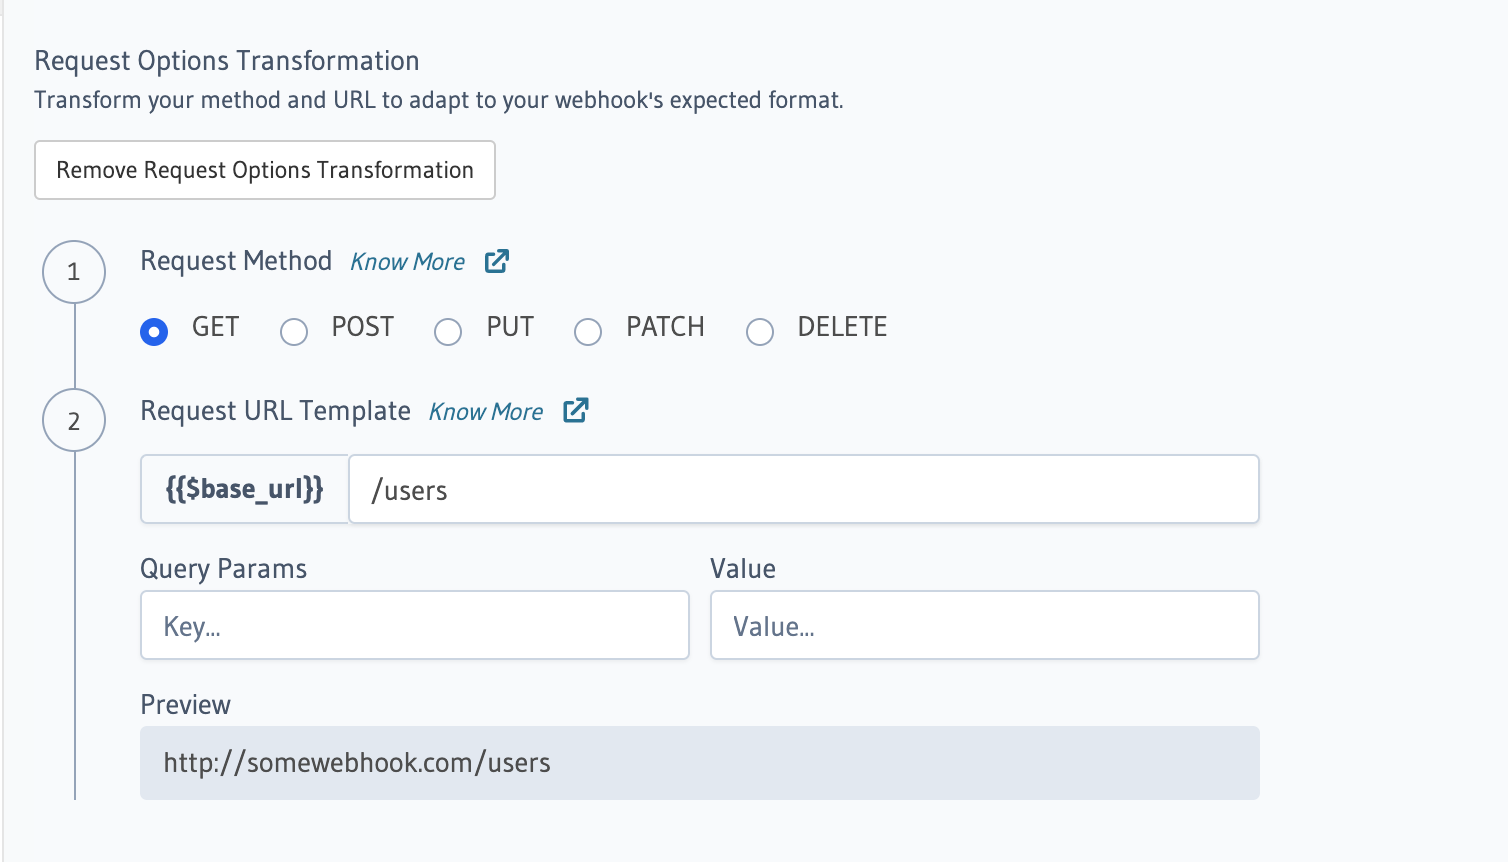 Request Options Transformation
Transform your method and URL to adapt to your webhook's expected format.
Remove Request Options Transformation
1
Request Method Know More
GET POST PUT PATCH DELETE
2
Request URL Template Know More
{{$base_url}} /users
Query Params Value
Key... Value...
Preview
http://somewebhook.com/users